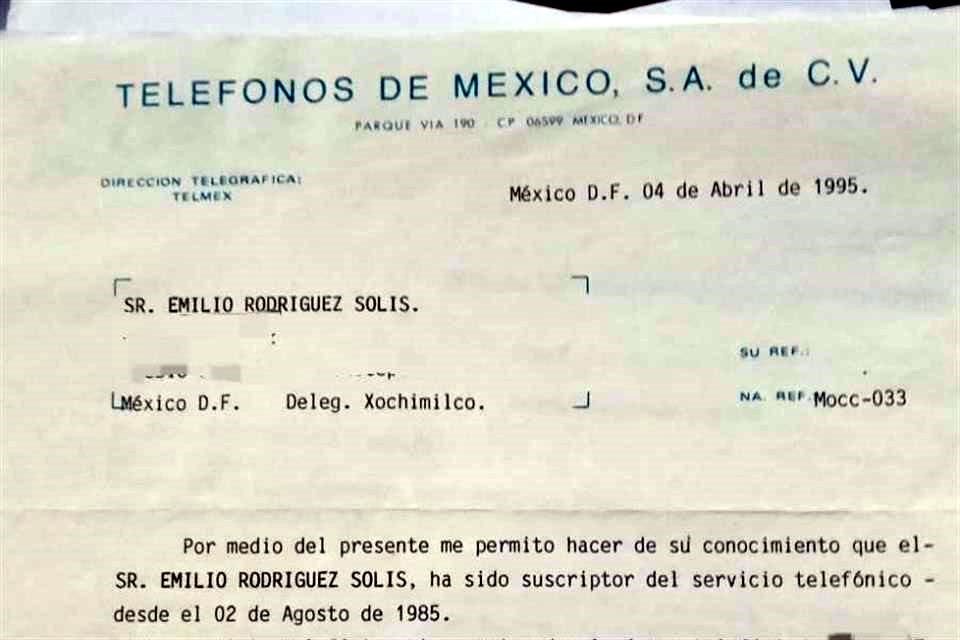 TELEFONOS DE MEXICO, S.A. de C.V.
PARQUE VIA 190 CP 06599 MEXICO, DF
DIRECCION TELEGRAFICA:
TELMEX
México D.F. 04 de Abril de 1995.
SR. EMILIO RODRIGUEZ SOLIS.
:
SU REF.:
México D.F. Deleg. Xochimilco.
NA. REF. Mocc-033
Por medio del presente me permito hacer de su conocimiento que el-
SR. EMILIO RODRIGUEZ SOLIS, ha sido suscriptor del servicio telefónico -
desde el 02 de Agosto de 1985.